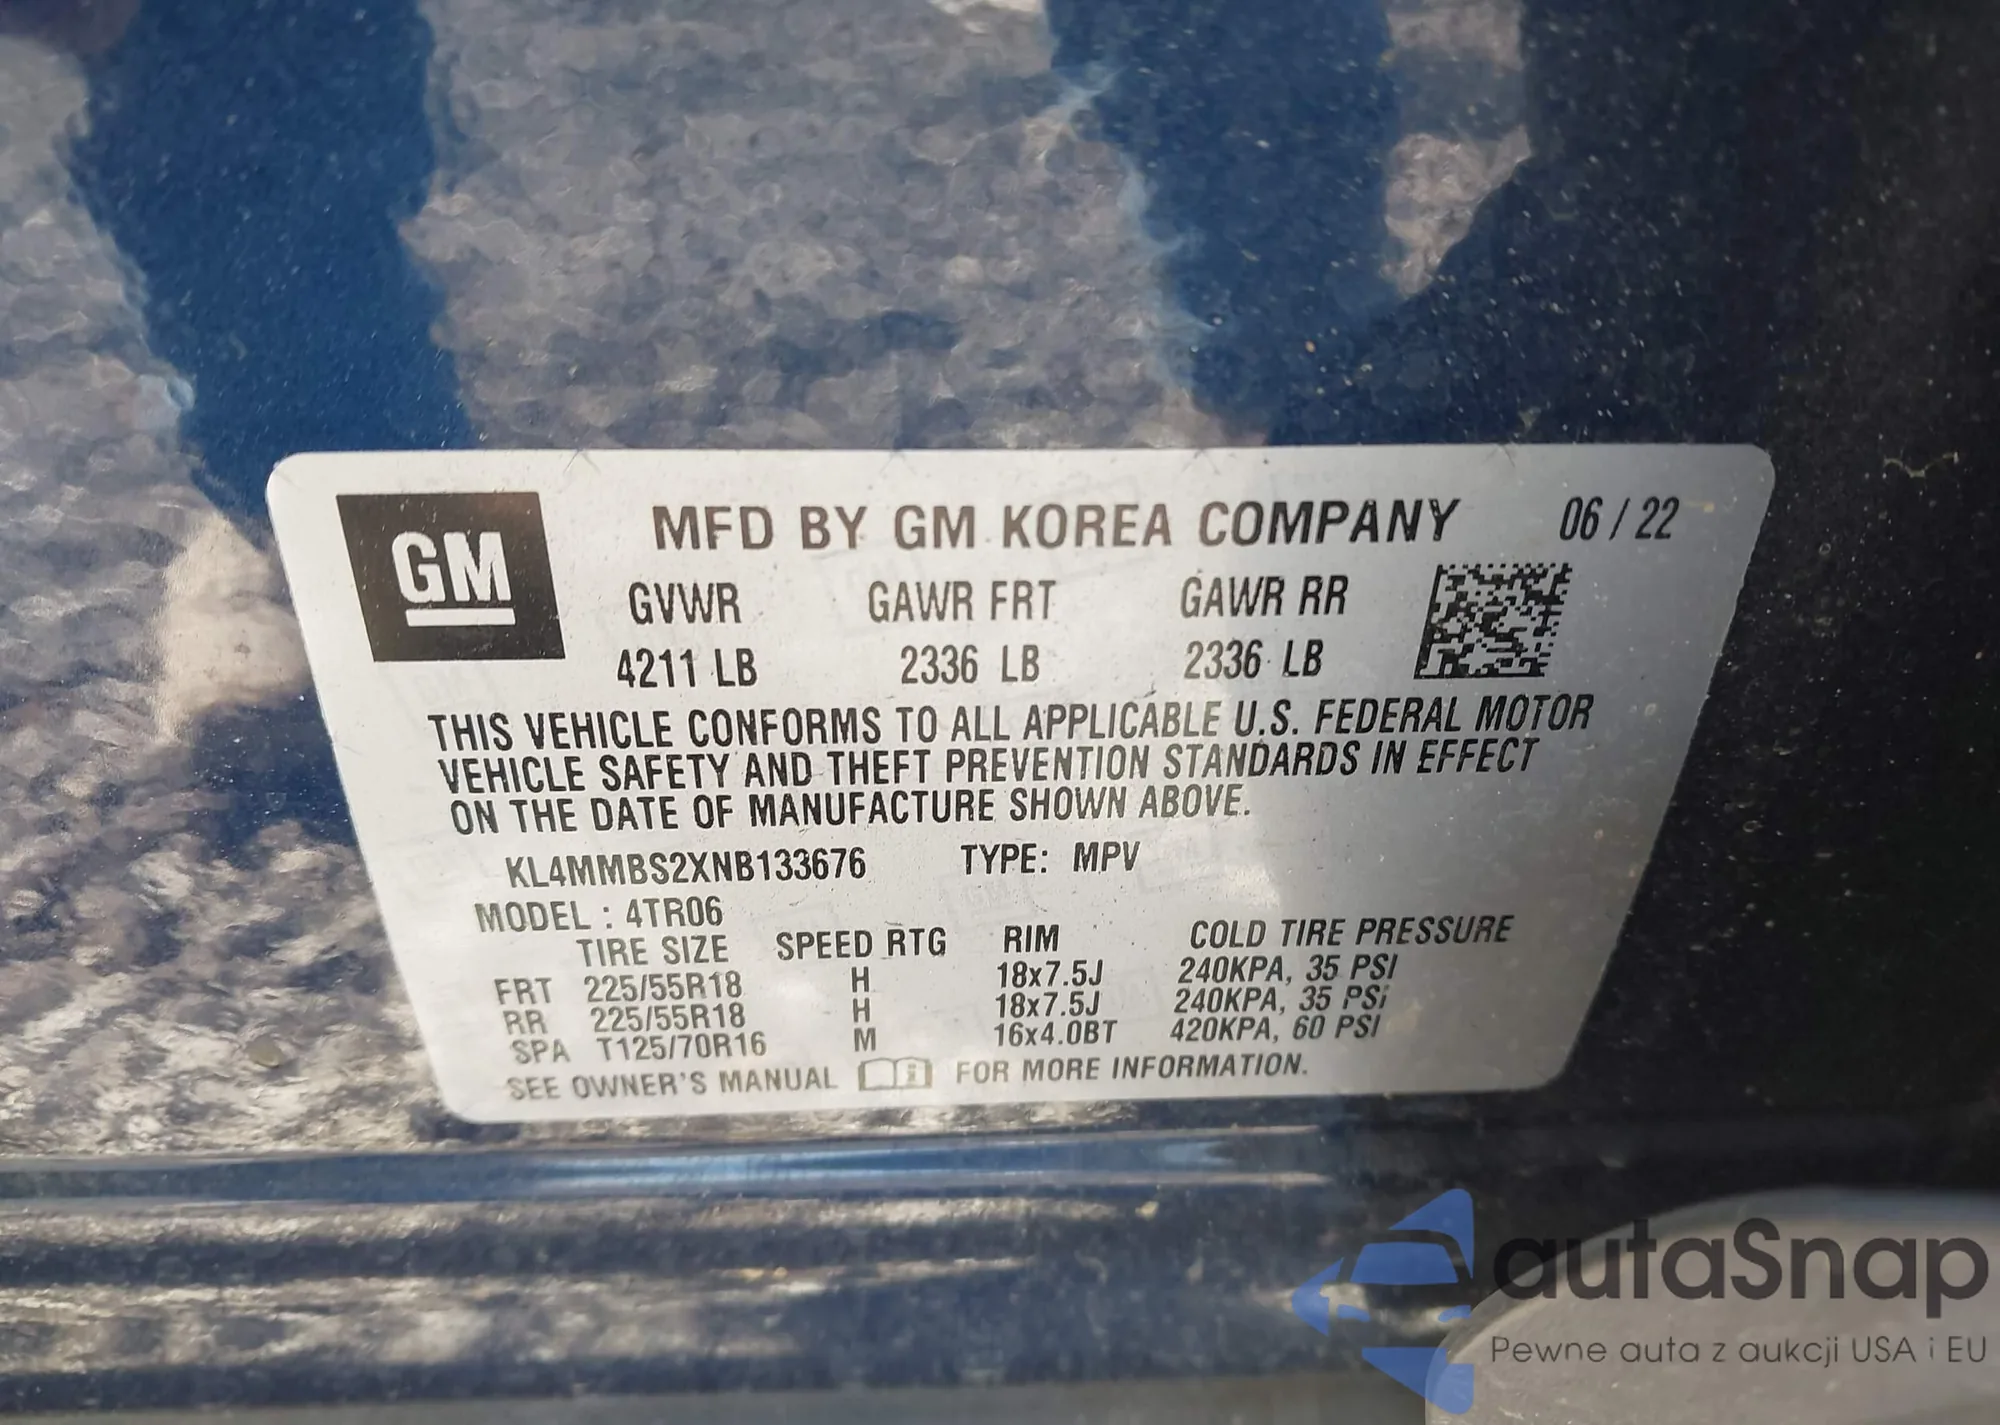 GM
MFD BY GM KOREA COMPANY 06 / 22
GVWR GAWR FRT GAWR RR
4211 LB 2336 LB 2336 LB
THIS VEHICLE CONFORMS TO ALL APPLICABLE U.S. FEDERAL MOTOR
VEHICLE SAFETY AND THEFT PREVENTION STANDARDS IN EFFECT
ON THE DATE OF MANUFACTURE SHOWN ABOVE.
KL4MMBS2XNB133676 TYPE: MPV
MODEL : 4TR06
TIRE SIZE SPEED RTG RIM COLD TIRE PRESSURE
FRT 225/55R18 H 18x7.5J 240KPA, 35 PSI
RR 225/55R18 H 18x7.5J 240KPA, 35 PSI
SPA T125/70R16 M 16x4.0BT 420KPA, 60 PSI
SEE OWNER'S MANUAL FOR MORE INFORMATION.
autaSnap
Pewne auta z aukcji USA i EU